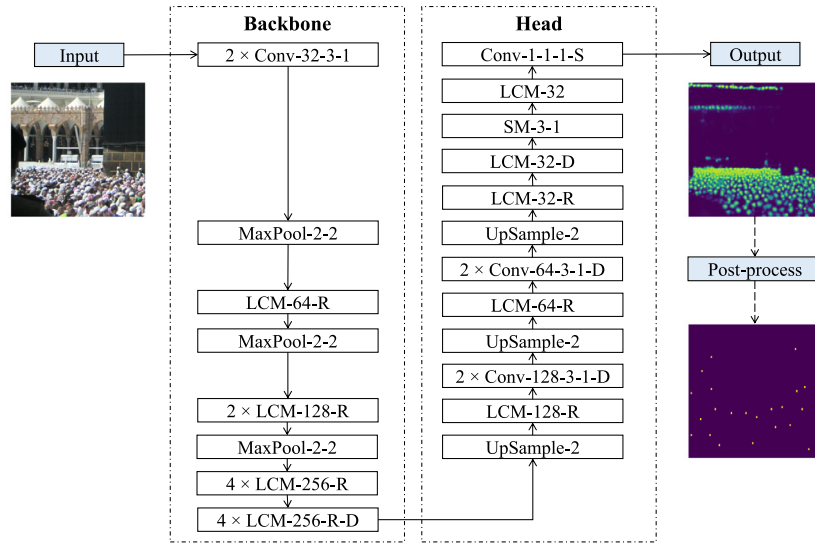 Backbone
Head
Input
2 × Conv-32-3-1
MaxPool-2-2
LCM-64-R
MaxPool-2-2
2 × LCM-128-R
MaxPool-2-2
4 × LCM-256-R
4 × LCM-256-R-D
Conv-1-1-1-S
LCM-32
SM-3-1
LCM-32-D
LCM-32-R
UpSample-2
2 × Conv-64-3-1-D
LCM-64-R
UpSample-2
2 × Conv-128-3-1-D
LCM-128-R
UpSample-2
Output
Post-process